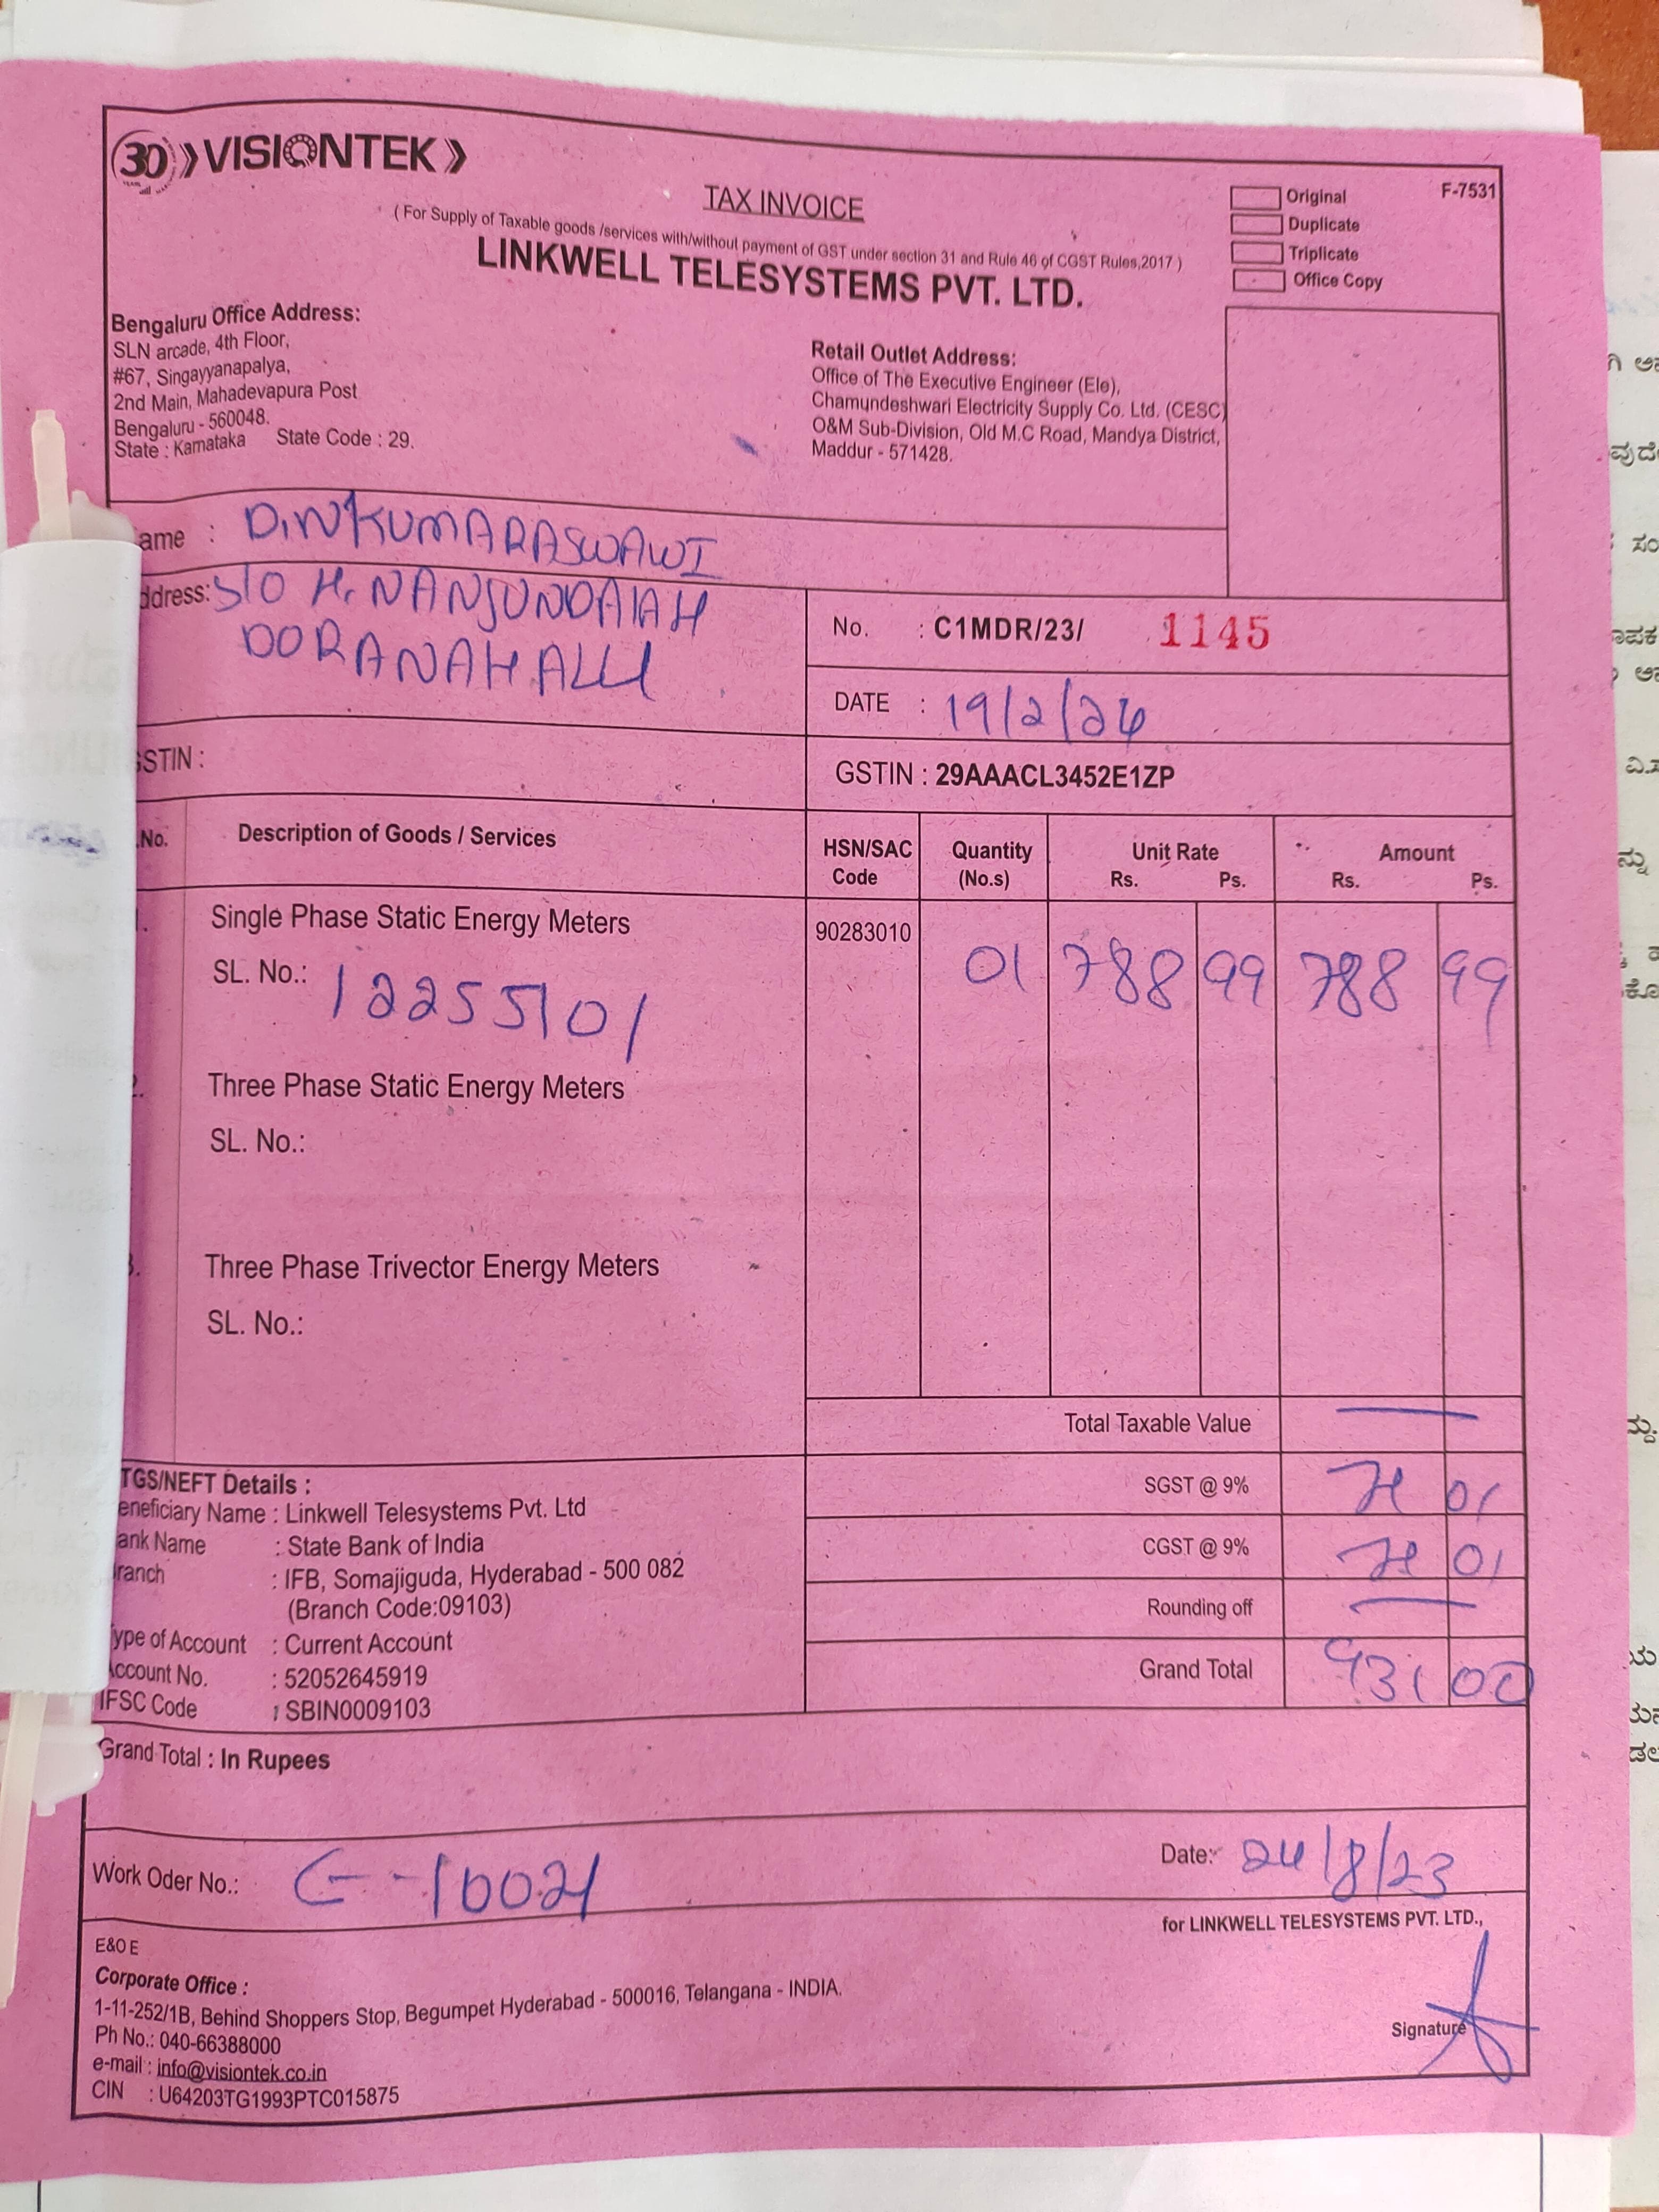 30 VISIONTEK
F-7531
TAX INVOICE
( For Supply of Taxable goods /services with/without payment of GST under section 31 and Rule 46 of CGST Rules,2017 )
LINKWELL TELESYSTEMS PVT. LTD.
Original
Duplicate
Triplicate
Office Copy
Bengaluru Office Address:
SLN arcade, 4th Floor,
#67, Singayyanapalya,
2nd Main, Mahadevapura Post
Bengaluru - 560048.
State : Karnataka State Code : 29.
Retail Outlet Address:
Office of The Executive Engineer (Ele),
Chamundeshwari Electricity Supply Co. Ltd. (CESC)
O&M Sub-Division, Old M.C Road, Mandya District,
Maddur - 571428.
ame : D.N KUMARASWAWI
ddress: S/O H. NANJUNDAIAH
DORANAHALLI
No. : C1MDR/23/ 1145
DATE : 19/2/24
STIN :
GSTIN : 29AAACL3452E1ZP
.No. Description of Goods / Services HSN/SAC Code Quantity (No.s) Unit Rate Rs. Ps. Amount Rs. Ps.
1. Single Phase Static Energy Meters 90283010 01 788 99 788 99
SL. No.: 12255101
2. Three Phase Static Energy Meters
SL. No.:
3. Three Phase Trivector Energy Meters
SL. No.:
Total Taxable Value —
SGST @ 9% 71 01
CGST @ 9% 71 01
Rounding off —
Grand Total 931 00
TGS/NEFT Details :
eneficiary Name : Linkwell Telesystems Pvt. Ltd
ank Name : State Bank of India
ranch : IFB, Somajiguda, Hyderabad - 500 082
(Branch Code:09103)
ype of Account : Current Account
Account No. : 52052645919
IFSC Code : SBIN0009103
Grand Total : In Rupees
Work Oder No.: Date: 24/8/23
for LINKWELL TELESYSTEMS PVT. LTD.,
E&O E
Corporate Office :
1-11-252/1B, Behind Shoppers Stop, Begumpet Hyderabad - 500016, Telangana - INDIA.
Ph No.: 040-66388000
e-mail : info@visiontek.co.in
CIN : U64203TG1993PTC015875
Signature